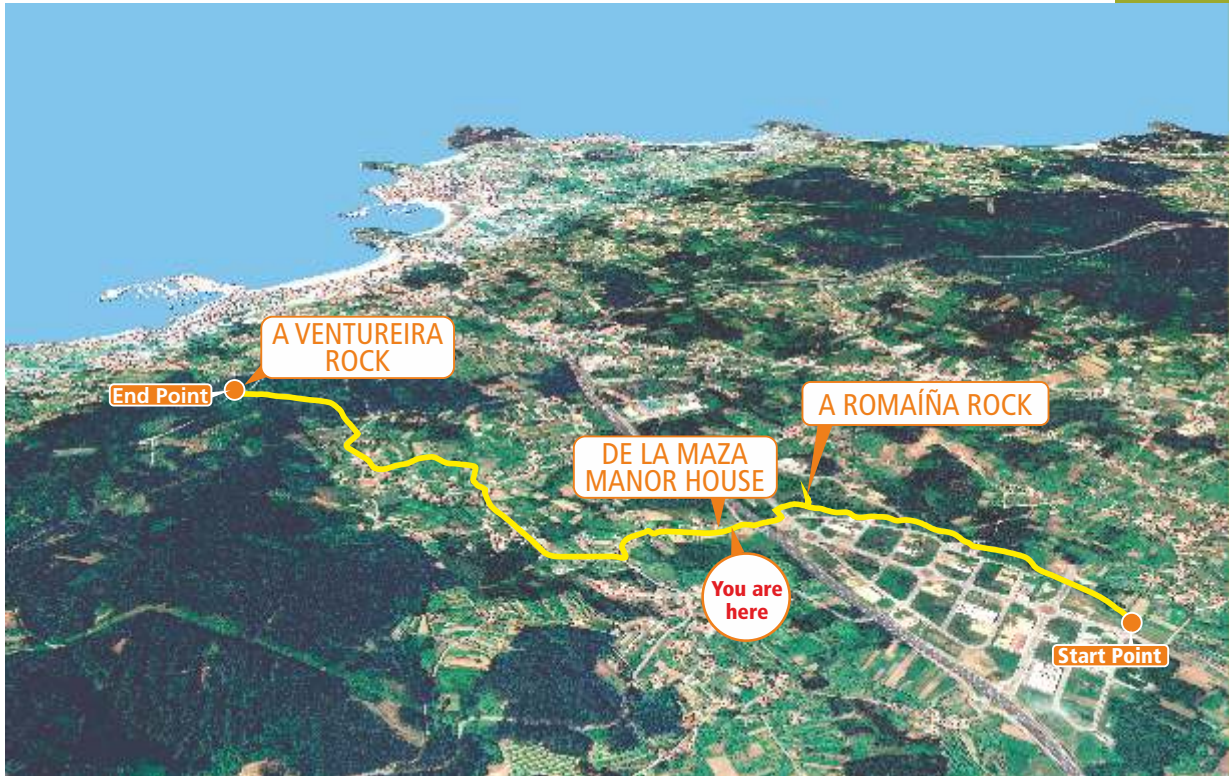 A VENTUREIRA
ROCK
End Point
A ROMAÍÑA ROCK
DE LA MAZA
MANOR HOUSE
You are
here
Start Point